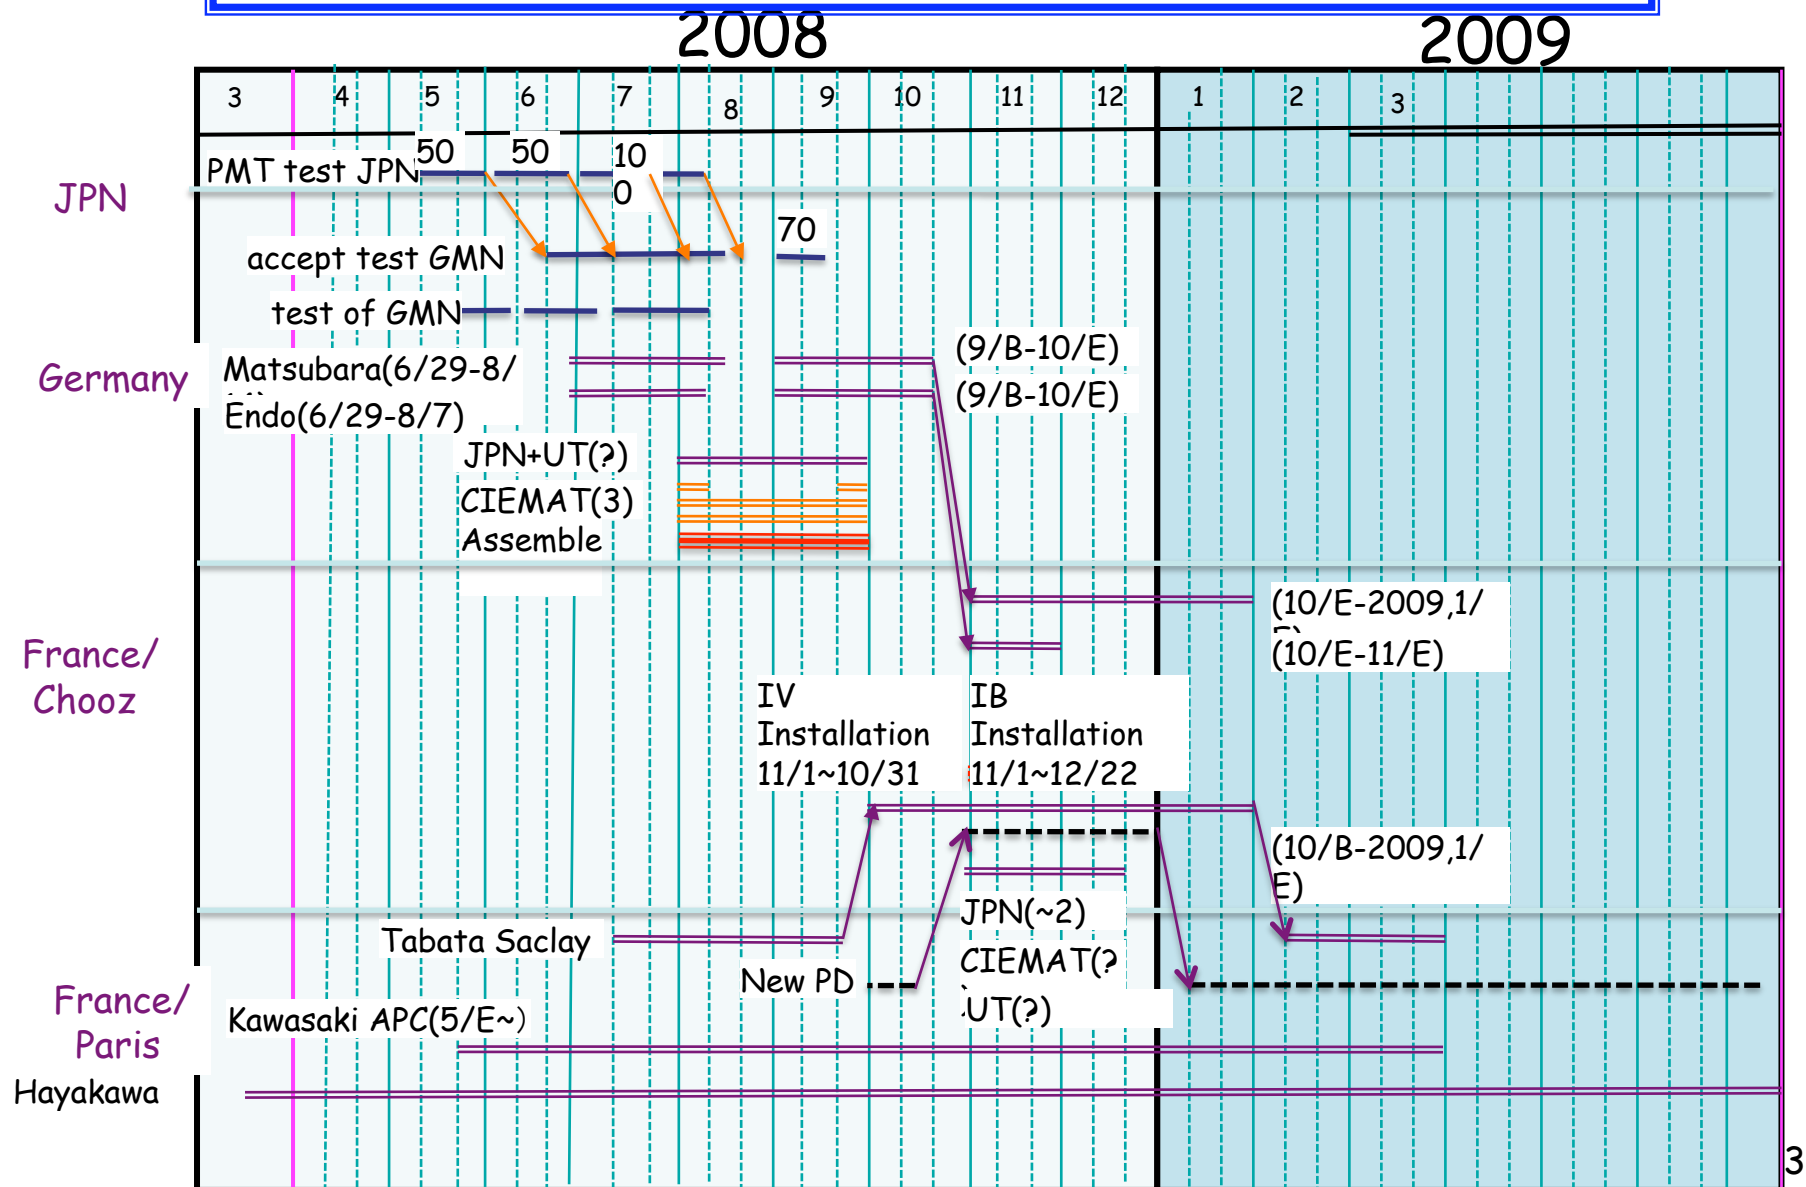 2008
2009
3 4 5 6 7 8 9 10 11 12 1 2 3
PMT test JPN
50
50
10
0
JPN
70
accept test GMN
test of GMN
Germany
Matsubara(6/29-8/
(9/B-10/E)
Endo(6/29-8/7)
(9/B-10/E)
JPN+UT(?)
CIEMAT(3)
Assemble
France/
Chooz
(10/E-2009,1/
(10/E-11/E)
IV
Installation
11/1~10/31
IB
Installation
11/1~12/22
(10/B-2009,1/
E)
Tabata Saclay
JPN(~2)
New PD
CIEMAT(?
UT(?)
France/
Paris
Kawasaki APC(5/E~)
Hayakawa
3